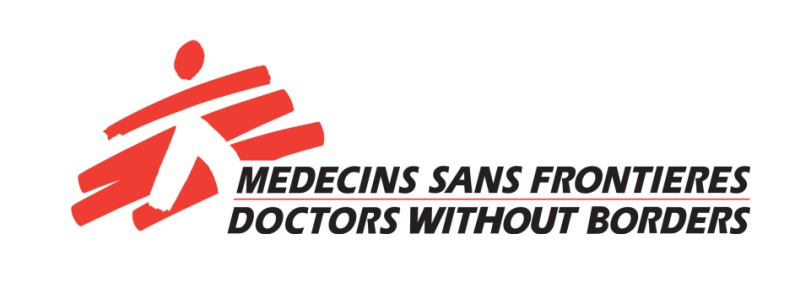 MEDECINS SANS FRONTIERES
DOCTORS WITHOUT BORDERS